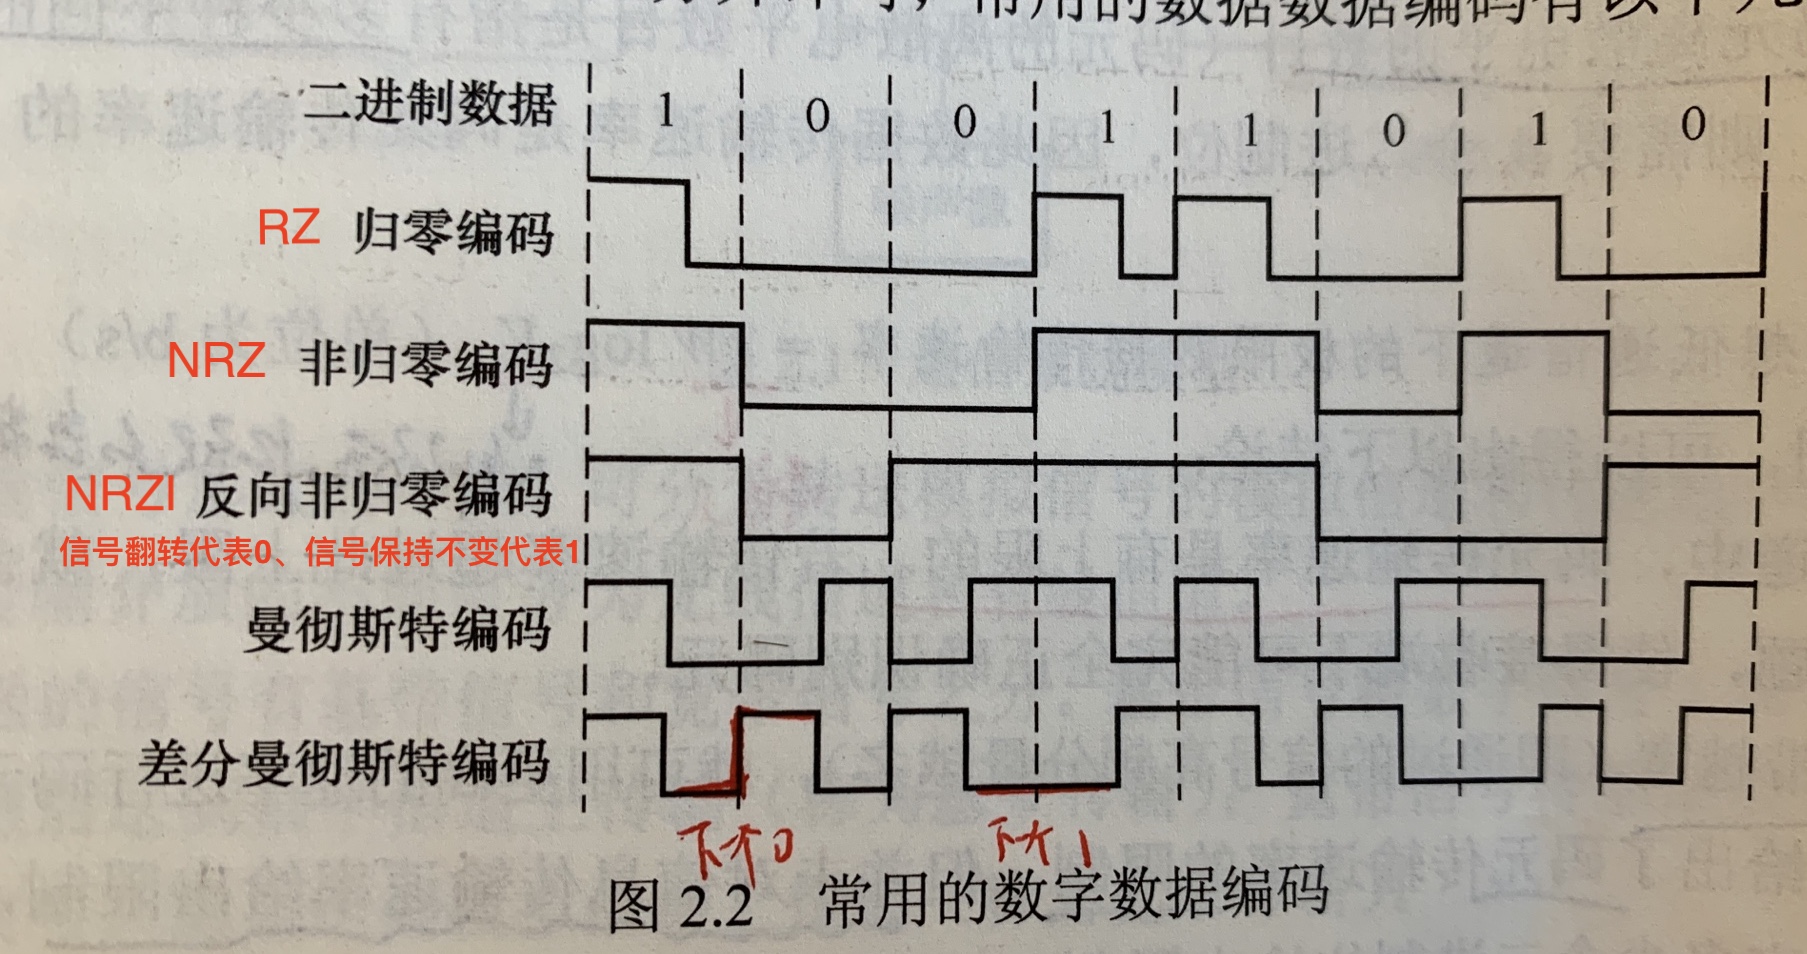 常用的数据数据编码有以下几
二进制数据 1 0 0 1 1 0 1 0
RZ 归零编码
NRZ 非归零编码
NRZI 反向非归零编码
信号翻转代表0、信号保持不变代表1
曼彻斯特编码
差分曼彻斯特编码
下个0 下个1
图 2.2 常用的数字数据编码